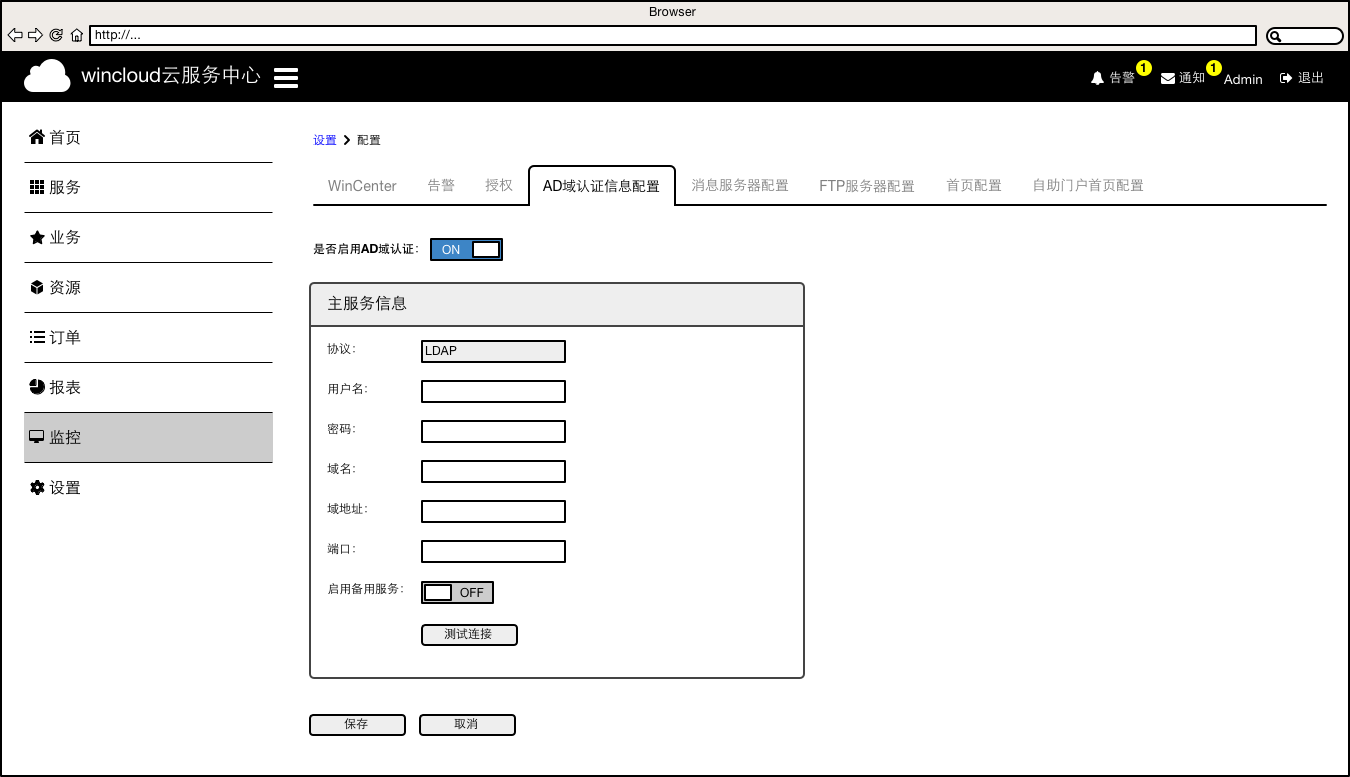 Browser
http://...
wincloud云服务中心
告警 1 通知 1 Admin 退出
首页
服务
业务
资源
订单
报表
监控
设置
设置 配置
WinCenter 告警 授权 AD域认证信息配置 消息服务器配置 FTP服务器配置 首页配置 自助门户首页配置
是否启用AD域认证： ON
主服务信息
协议： LDAP
用户名：
密码：
域名：
域地址：
端口：
启用备用服务： OFF
测试连接
保存 取消